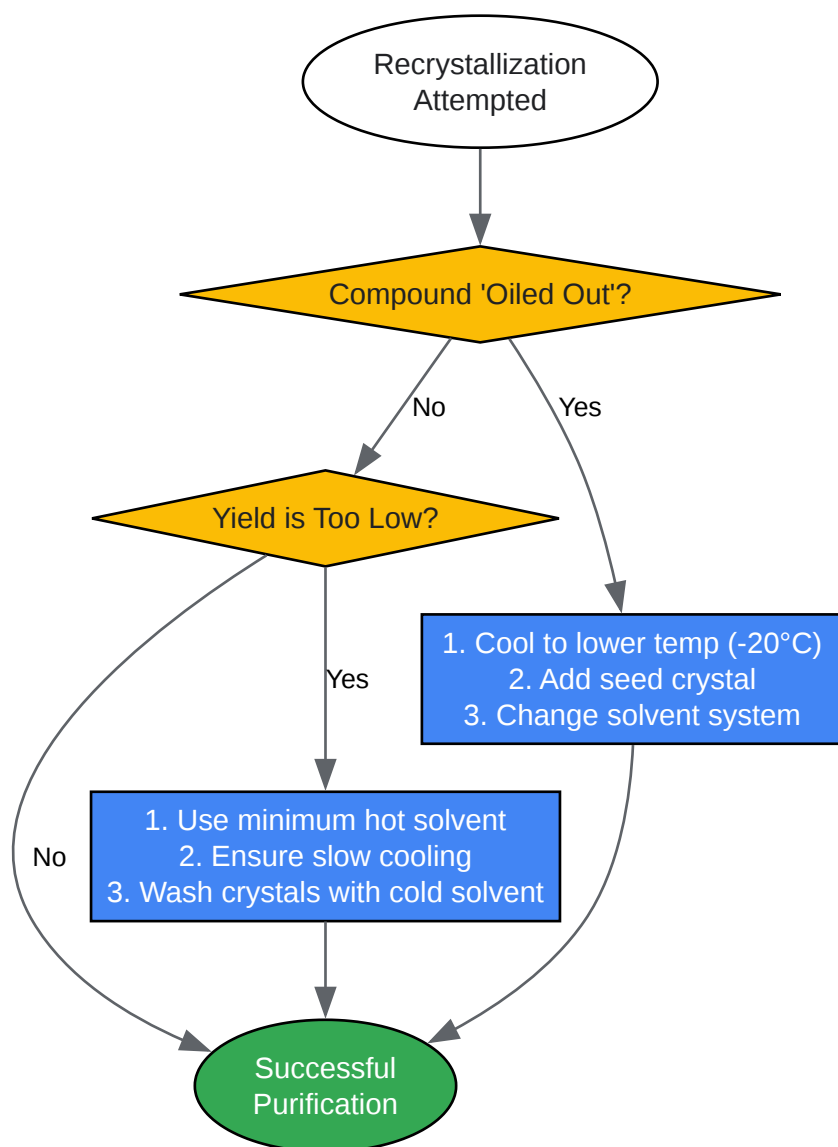 Recrystallization
Attempted
Compound 'Oiled Out'?
No
Yes
Yield is Too Low?
1. Cool to lower temp (-20°C)
2. Add seed crystal
3. Change solvent system
Yes
No
1. Use minimum hot solvent
2. Ensure slow cooling
3. Wash crystals with cold solvent
Successful
Purification